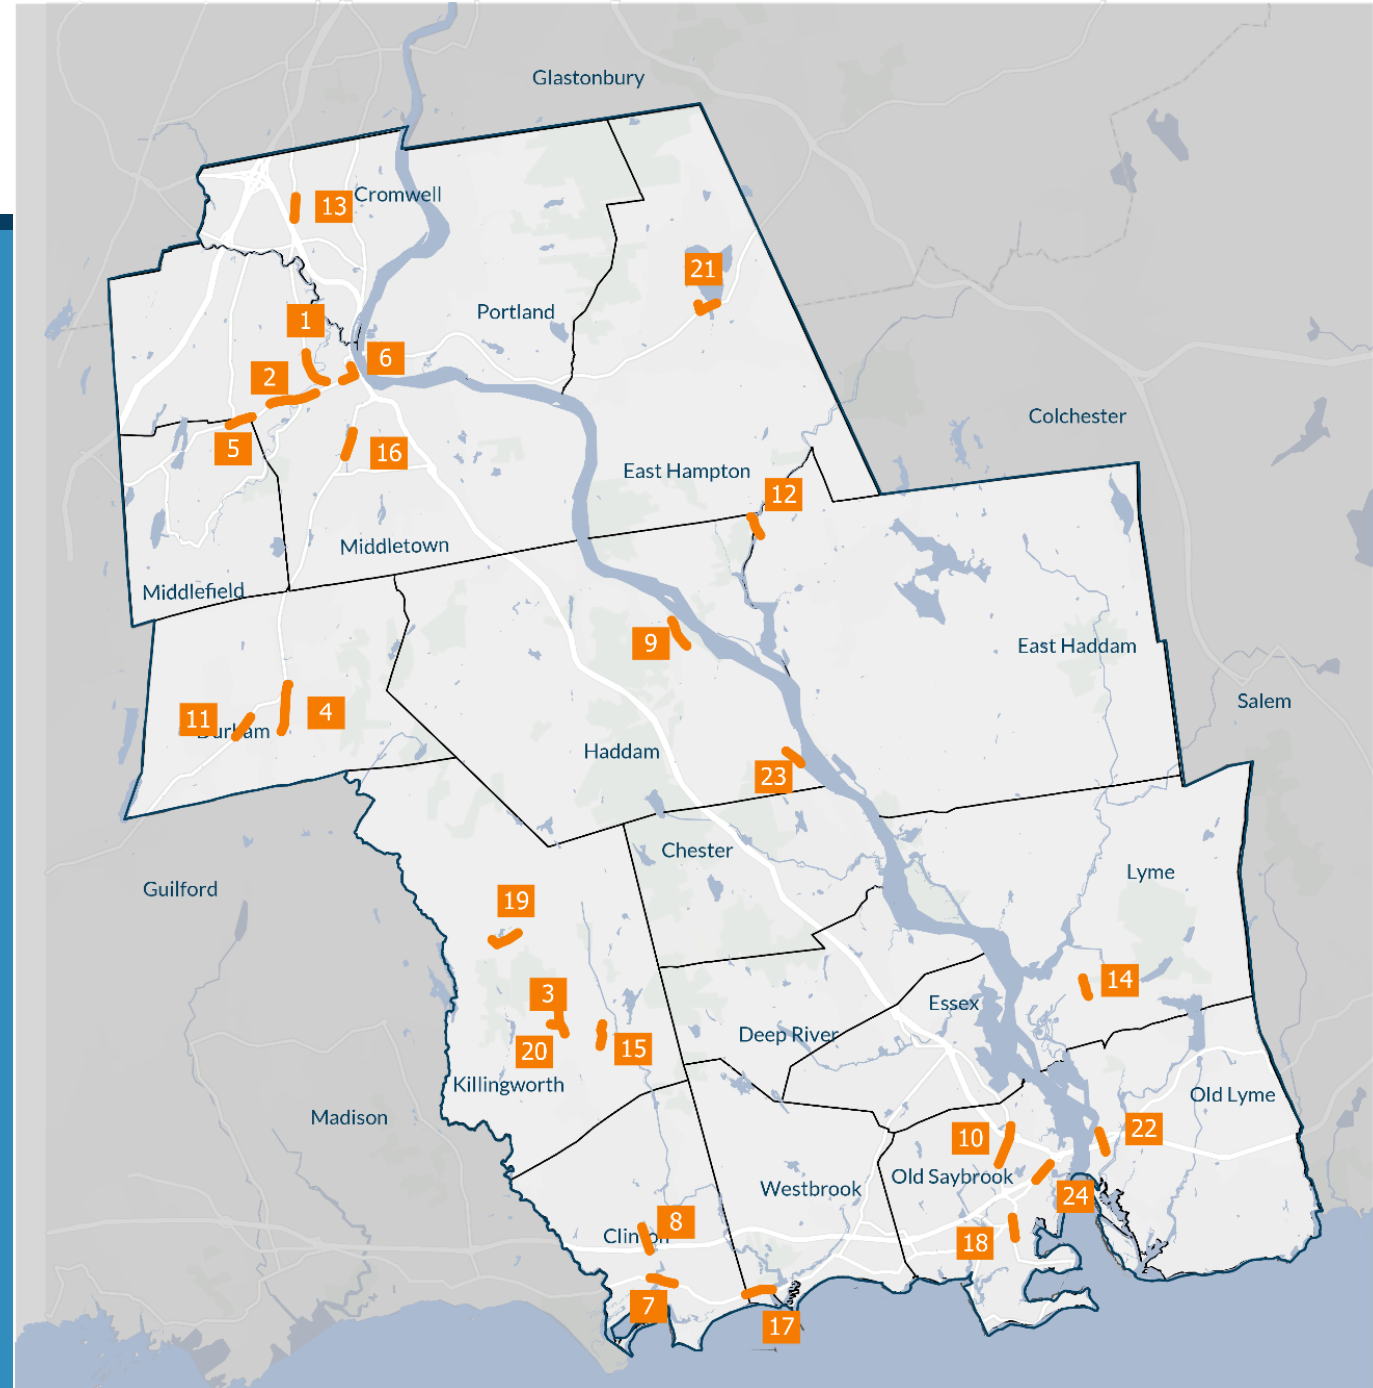 Glastonbury
13
Cromwell
21
Portland
1
6
2
Colchester
5
16
East Hampton
12
Middletown
Middlefield
9
East Haddam
Salem
11
4
Durham
Haddam
23
Chester
Lyme
Guilford
19
14
3
Essex
Deep River
20
15
Killingworth
Old Lyme
Madison
10
22
Old Saybrook
Westbrook
24
8
Clinton
18
7
17